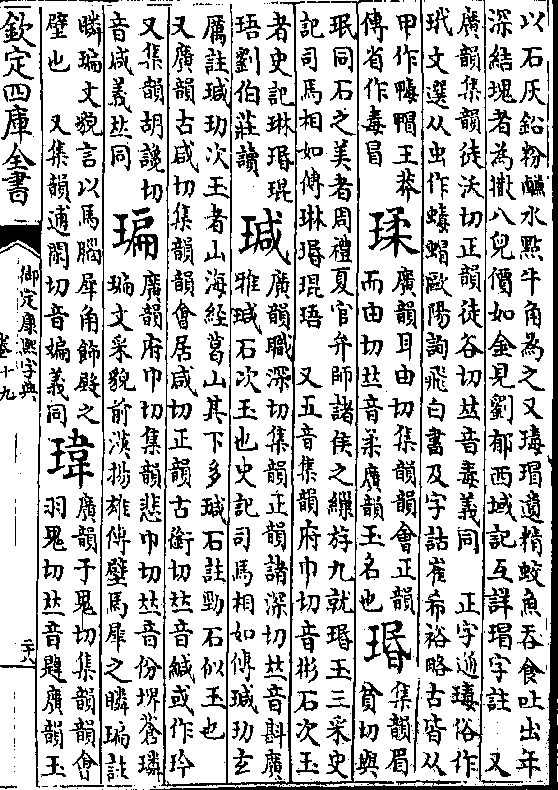 以石灰鉛粉鹽水點牛角為之又瑇瑁遺精蛟魚吞食吐出年
深結塊者為撒八兒價如金見劉郁西域記互詳瑁字註 又
廣韻集韻徒沃切正韻徒谷切𠀤音毒義同 正字通瑇俗作
玳文選从虫作蝳蝐歐陽詢飛白書及字詁崔希裕略古皆从
甲作 王莽
傳省作毒冒
瑈
廣韻耳由切集韻韻會正韻
而由切𠀤音柔廣韻玉名也
瑉
集韻眉
貧切與
珉同石之美者周禮夏官弁師諸侯之繅斿九就瑉玉三采史
記司馬相如傳琳瑉琨珸 又五音集韻府巾切音彬石次玉
者史記琳瑉琨
珸劉伯莊讀
瑊
廣韻職深切集韻正韻諸深切𠀤音斟廣
雅瑊石次玉也史記司馬相如傳瑊玏玄
厲註瑊玏次玉者山海經葛山其下多瑊石註勁石似玉也
又廣韻古咸切集韻韻會居咸切正韻古銜切𠀤音緘或作玪
又集韻胡讒切
音咸義𠀤同
㻞
廣韻府巾切集韻悲巾切𠀤音份埤蒼璘
㻞文采貌前漢揚雄傳璧馬犀之瞵㻞註
瞵㻞文貌言以馬腦犀角飾殿之
壁也 又集韻逋閑切音斒義同
瑋
廣韻于鬼切集韻韻會
羽鬼切𠀤音韙廣韻玉
欽定四庫全書
御定康熙字典
卷十九
二十八